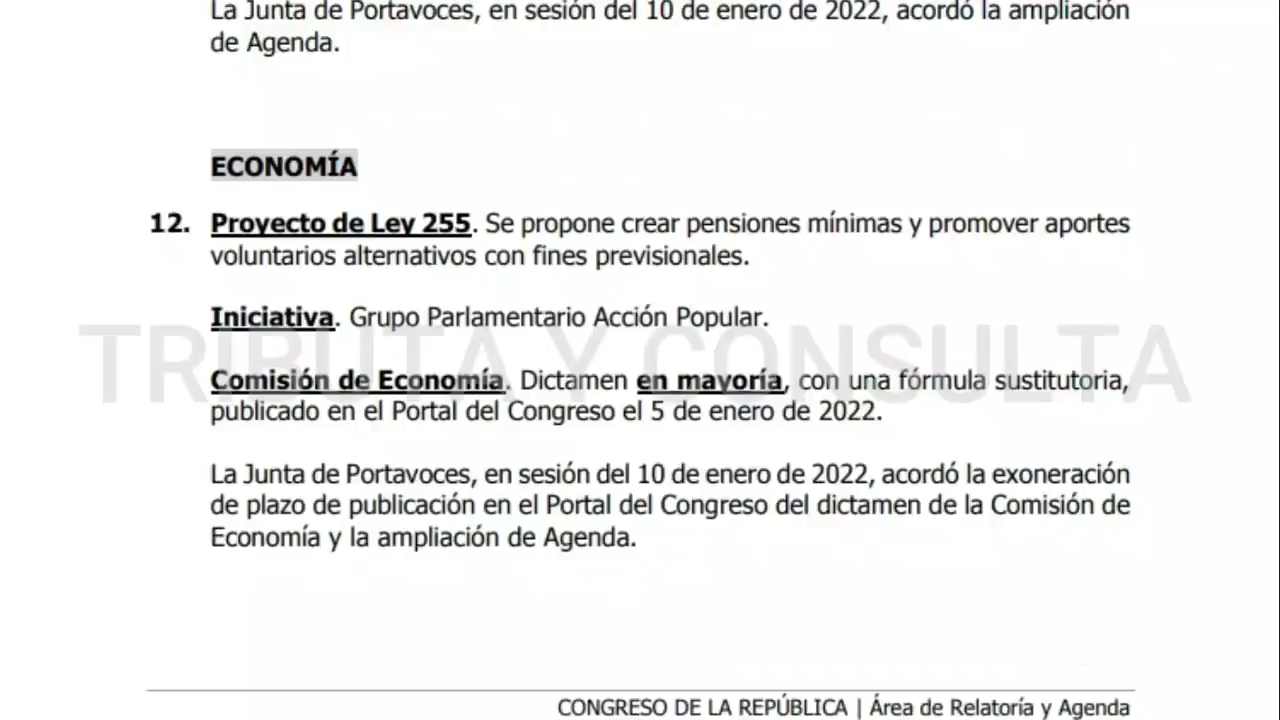 La Junta de Portavoces, en sesión del 10 de enero de 2022, acordó la ampliación
de Agenda.
ECONOMÍA
12. Proyecto de Ley 255. Se propone crear pensiones mínimas y promover aportes
voluntarios alternativos con fines previsionales.
Iniciativa. Grupo Parlamentario Acción Popular.
TRIBUTA Y CONSULTA
Comisión de Economía. Dictamen en mayoría, con una fórmula sustitutoria,
publicado en el Portal del Congreso el 5 de enero de 2022.
La Junta de Portavoces, en sesión del 10 de enero de 2022, acordó la exoneración
de plazo de publicación en el Portal del Congreso del dictamen de la Comisión de
Economía y la ampliación de Agenda.
CONGRESO DE LA REPÚBLICA | Área de Relatoría y Agenda